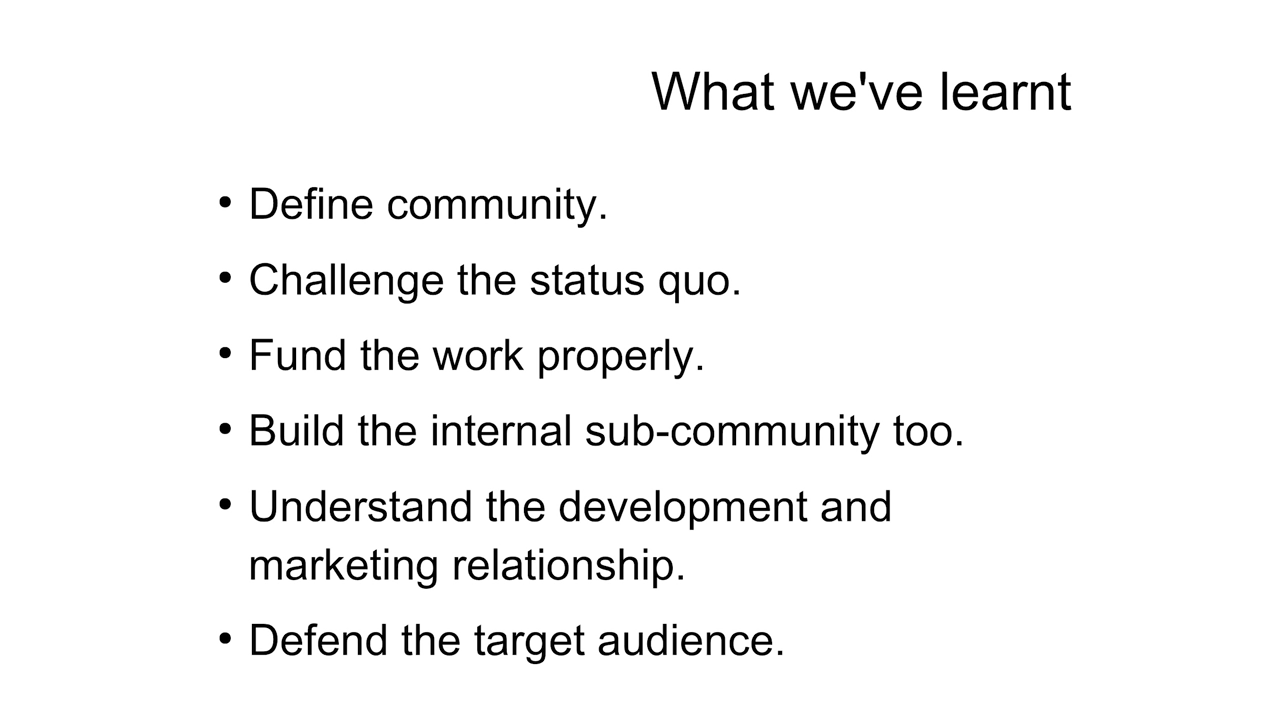 What we've learnt
• Define community.
• Challenge the status quo.
• Fund the work properly.
• Build the internal sub-community too.
• Understand the development and
marketing relationship.
• Defend the target audience.